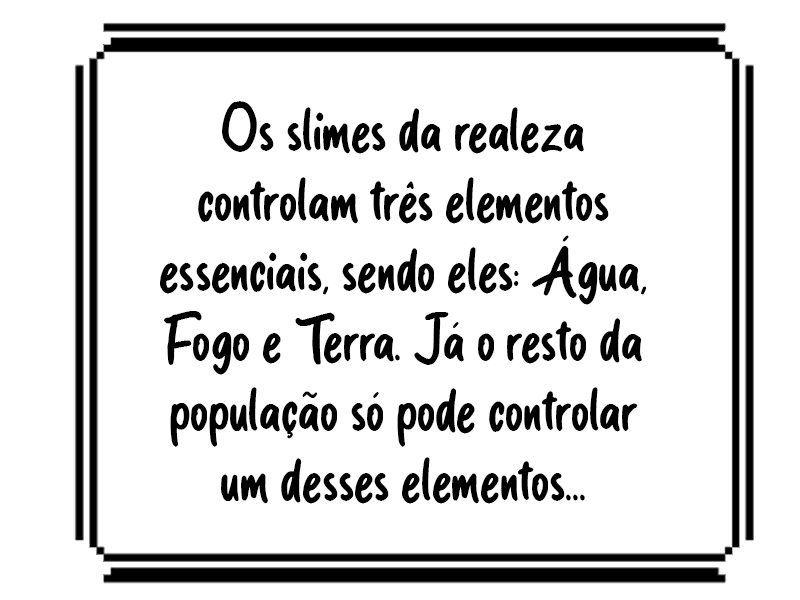 Os slimes da realeza
controlam três elementos
essenciais, sendo eles: Água,
Fogo e Terra. Já o resto da
população só pode controlar
um desses elementos...